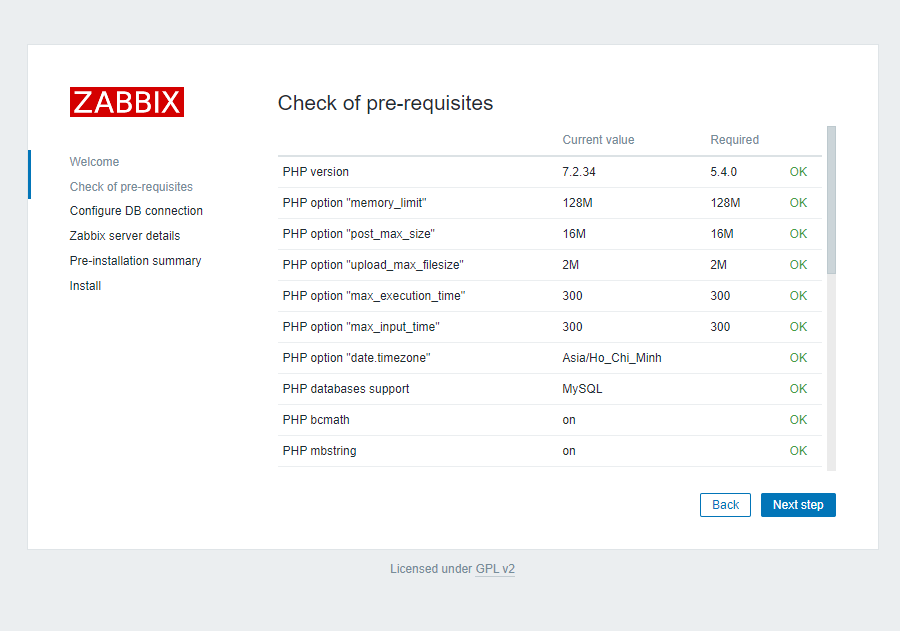 ZABBIX
Welcome
Check of pre-requisites
Configure DB connection
Zabbix server details
Pre-installation summary
Install
Check of pre-requisites
Current value Required
PHP version 7.2.34 5.4.0 OK
PHP option "memory_limit" 128M 128M OK
PHP option "post_max_size" 16M 16M OK
PHP option "upload_max_filesize" 2M 2M OK
PHP option "max_execution_time" 300 300 OK
PHP option "max_input_time" 300 300 OK
PHP option "date.timezone" Asia/Ho_Chi_Minh OK
PHP databases support MySQL OK
PHP bcmath on OK
PHP mbstring on OK
Back Next step
Licensed under GPL v2